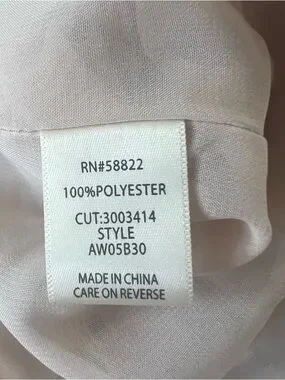 RN#58822
100%POLYESTER
CUT:3003414
STYLE
AW05B30
MADE IN CHINA
CARE ON REVERSE